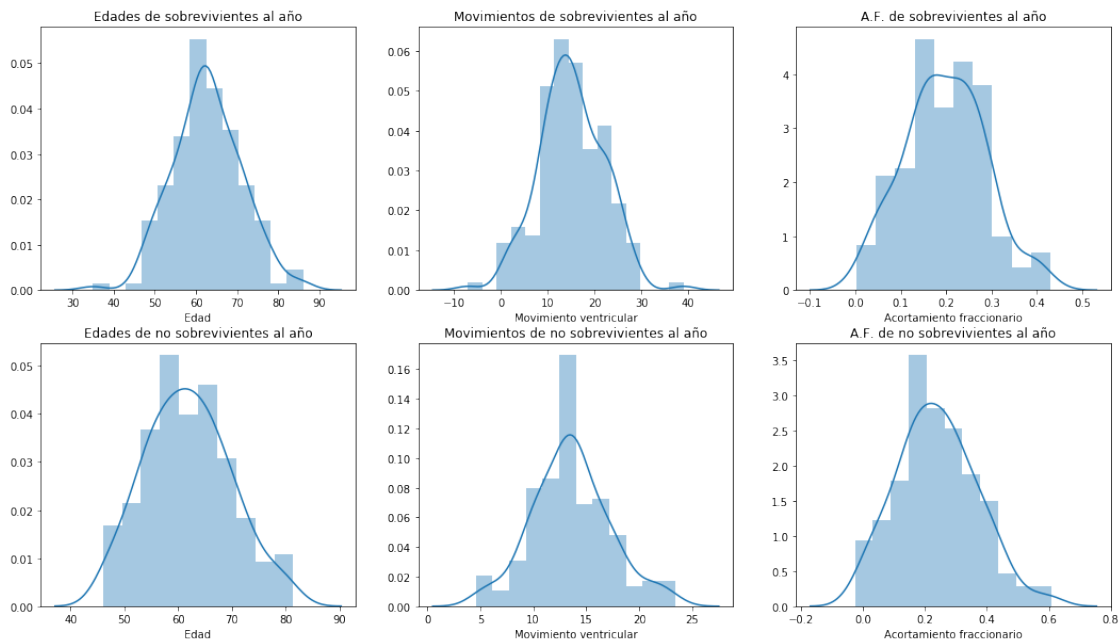 Edades de sobrevivientes al año
0.05
0.04
0.03
0.02
0.01
0.00
30 40 50 60 70 80 90
Edad
Movimientos de sobrevivientes al año
0.06
0.05
0.04
0.03
0.02
0.01
0.00
−10 0 10 20 30 40
Movimiento ventricular
A.F. de sobrevivientes al año
4
3
2
1
0
−0.1 0.0 0.1 0.2 0.3 0.4 0.5
Acortamiento fraccionario
Edades de no sobrevivientes al año
0.05
0.04
0.03
0.02
0.01
0.00
40 50 60 70 80 90
Edad
Movimientos de no sobrevivientes al año
0.16
0.14
0.12
0.10
0.08
0.06
0.04
0.02
0.00
0 5 10 15 20 25
Movimiento ventricular
A.F. de no sobrevivientes al año
3.5
3.0
2.5
2.0
1.5
1.0
0.5
0.0
−0.2 0.0 0.2 0.4 0.6 0.8
Acortamiento fraccionario